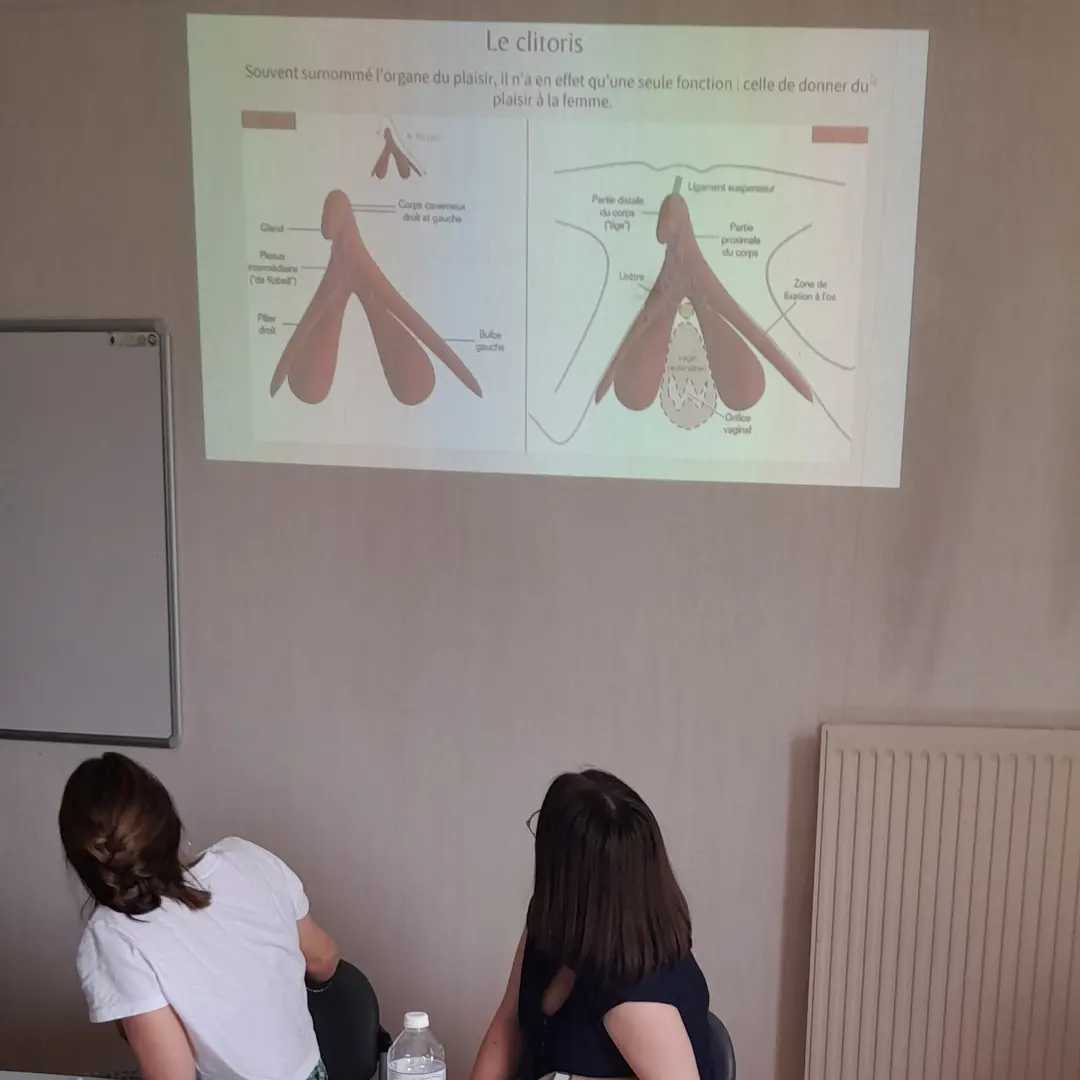 Le clitoris
Souvent surnommé l'organe du plaisir, il n'a en effet qu'une seule fonction : celle de donner du
plaisir à la femme.
Corps caverneux
droit et gauche
Gland
Plexus
intermédiaire
("de Kobelt")
Pilier
droit
Bulbe
gauche
Ligament suspenseur
Partie distale
du corps
("tige")
Partie
proximale
du corps
Urètre
Zone de
fixation à l'os
vagin
Orifice
vaginal